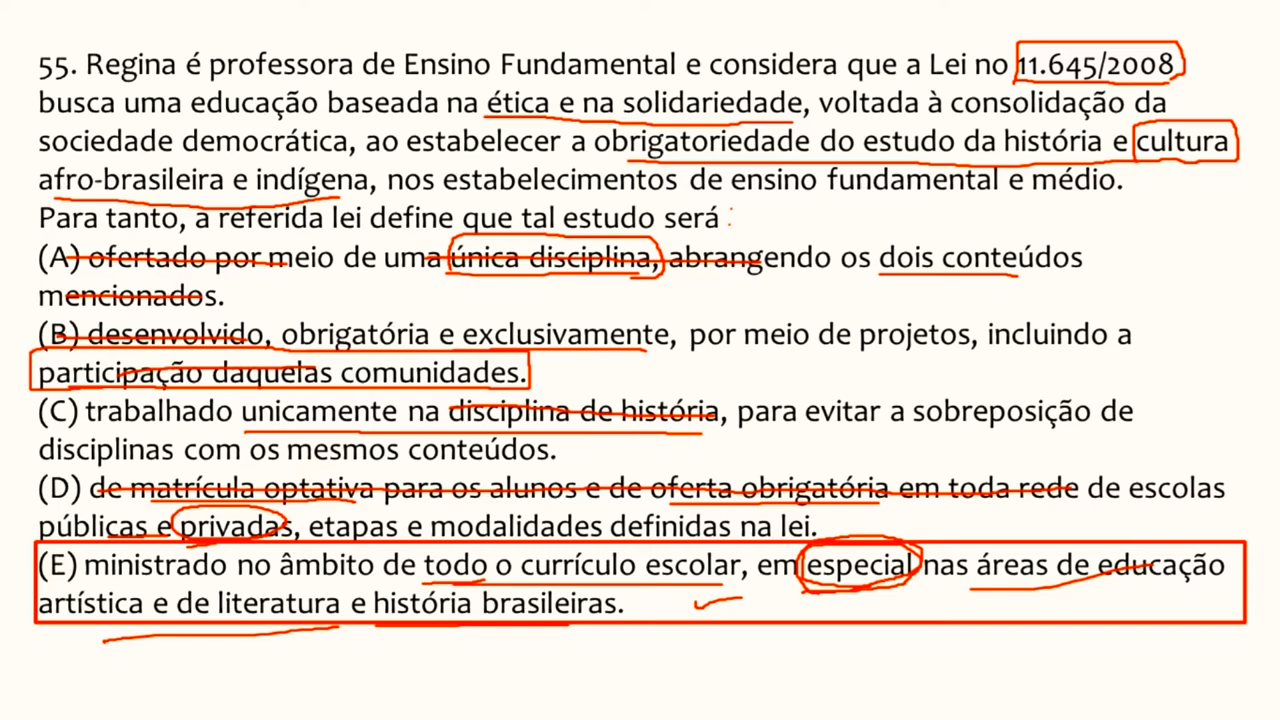 55. Regina é professora de Ensino Fundamental e considera que a Lei no 11.645/2008
busca uma educação baseada na ética e na solidariedade, voltada à consolidação da
sociedade democrática, ao estabelecer a obrigatoriedade do estudo da história e cultura
afro-brasileira e indígena, nos estabelecimentos de ensino fundamental e médio.
Para tanto, a referida lei define que tal estudo será :
(A) ofertado por meio de uma única disciplina, abrangendo os dois conteúdos
mencionados.
(B) desenvolvido, obrigatória e exclusivamente, por meio de projetos, incluindo a
participação daquelas comunidades.
(C) trabalhado unicamente na disciplina de história, para evitar a sobreposição de
disciplinas com os mesmos conteúdos.
(D) de matrícula optativa para os alunos e de oferta obrigatória em toda rede de escolas
públicas e privadas, etapas e modalidades definidas na lei.
(E) ministrado no âmbito de todo o currículo escolar, em especial nas áreas de educação
artística e de literatura e história brasileiras.